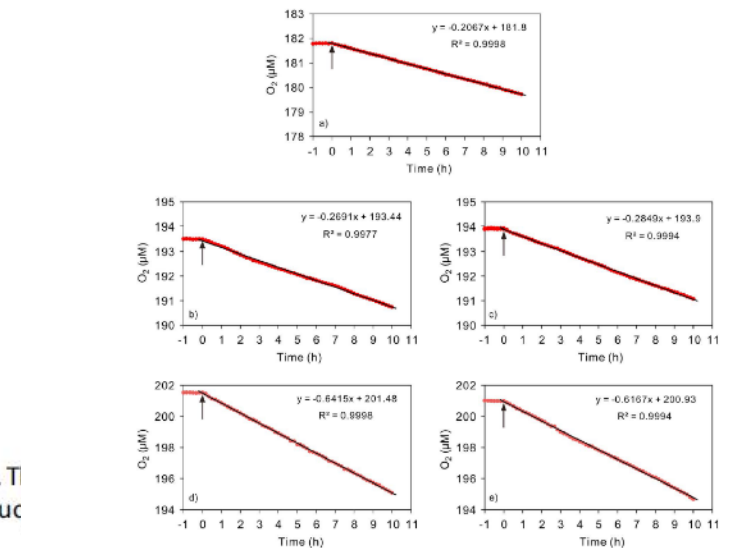 183
182
181
180
179
178
O₂ (µM)
y = -0.2067x + 181.8
R² = 0.9998
a)
-1 0 1 2 3 4 5 6 7 8 9 10 11
Time (h)
195
194
193
192
191
190
O₂ (µM)
y = -0.2691x + 193.44
R² = 0.9977
b)
-1 0 1 2 3 4 5 6 7 8 9 10 11
Time (h)
195
194
193
192
191
190
O₂ (µM)
y = -0.2849x + 193.9
R² = 0.9994
c)
-1 0 1 2 3 4 5 6 7 8 9 10 11
Time (h)
202
200
198
196
194
O₂ (µM)
y = -0.6415x + 201.48
R² = 0.9998
d)
-1 0 1 2 3 4 5 6 7 8 9 10 11
Time (h)
202
200
198
196
194
O₂ (µM)
y = -0.6167x + 200.93
R² = 0.9994
e)
-1 0 1 2 3 4 5 6 7 8 9 10 11
Time (h)